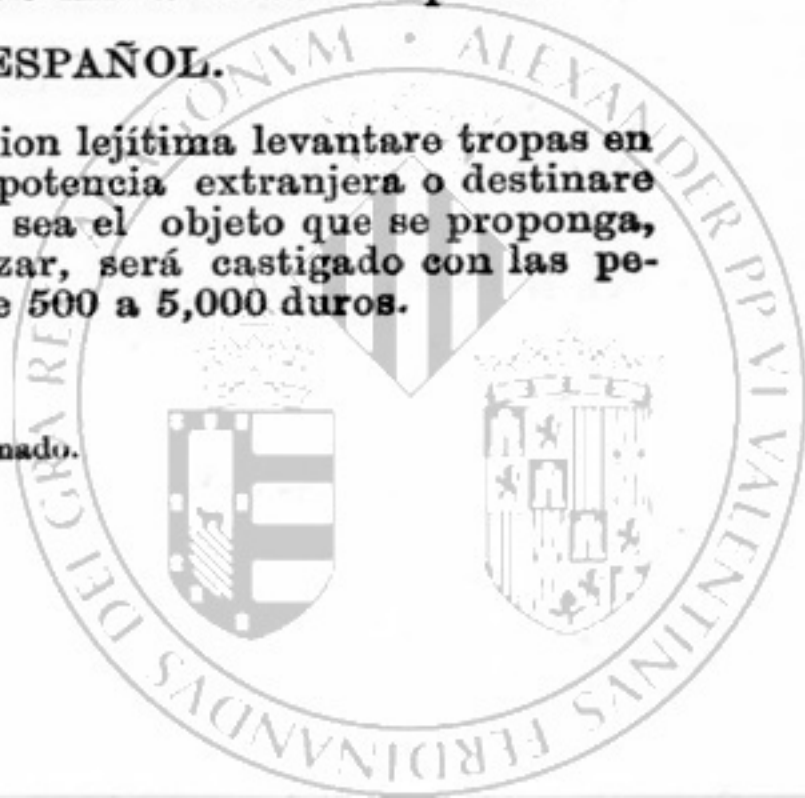 ESPAÑOL.
ion lejítima levantare tropas en
potencia extranjera o destinare
sea el objeto que se proponga,
zar, será castigado con las pe-
e 500 a 5,000 duros.
nado.
ALEXANDER PP VI VALENTINVS FERDINANDVS DEI GRA REX ARAGONVM